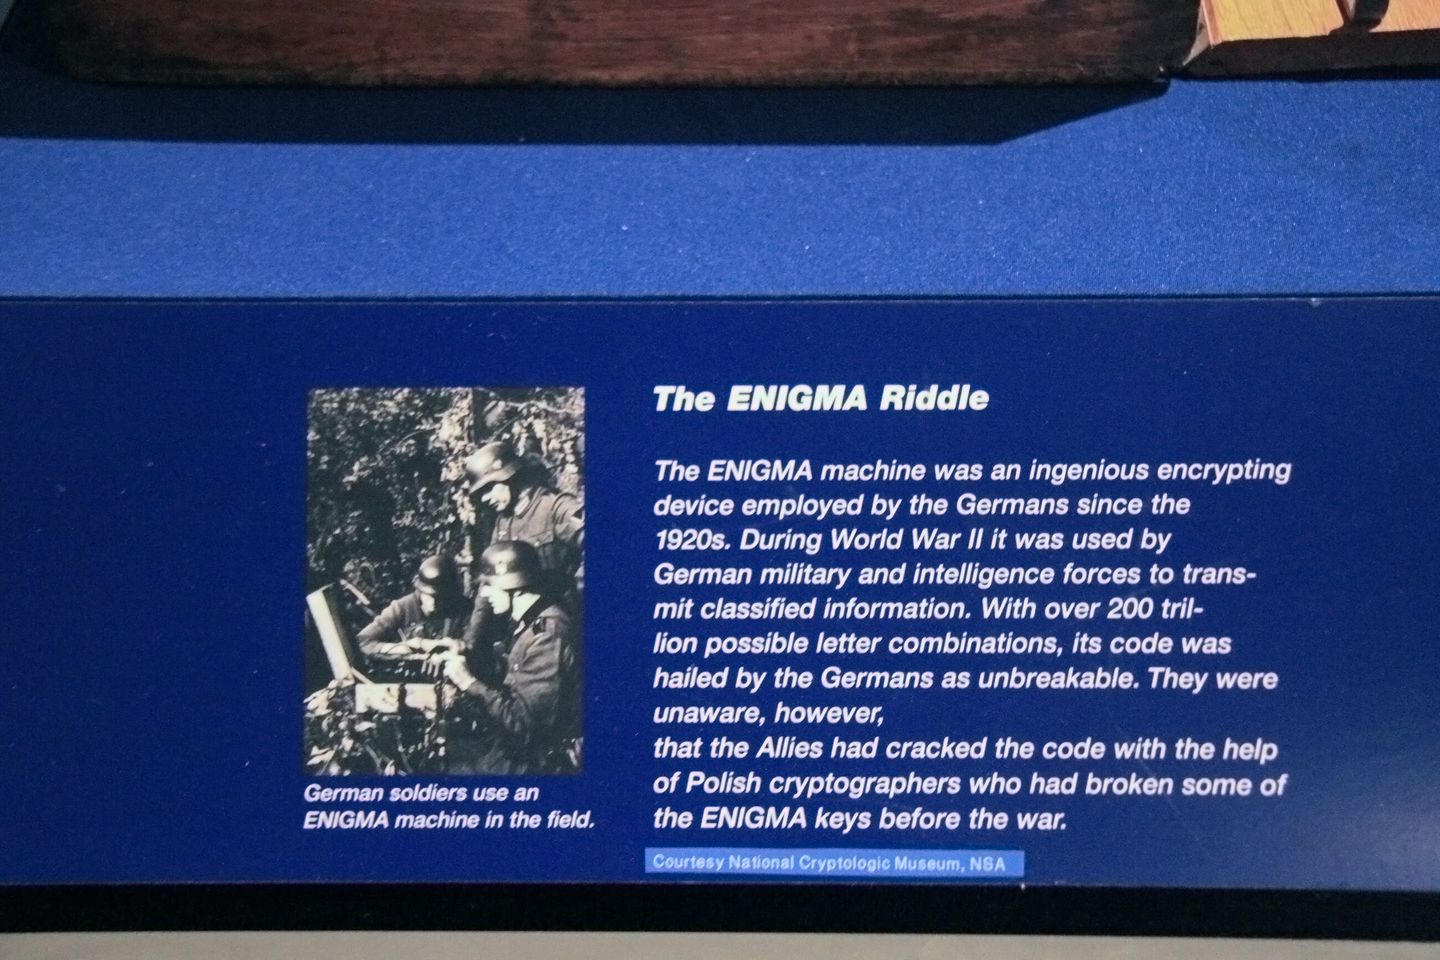 The ENIGMA Riddle
The ENIGMA machine was an ingenious encrypting
device employed by the Germans since the
1920s. During World War II it was used by
German military and intelligence forces to trans-
mit classified information. With over 200 tril-
lion possible letter combinations, its code was
hailed by the Germans as unbreakable. They were
unaware, however,
that the Allies had cracked the code with the help
of Polish cryptographers who had broken some of
the ENIGMA keys before the war.
Courtesy National Cryptologic Museum, NSA
German soldiers use an
ENIGMA machine in the field.